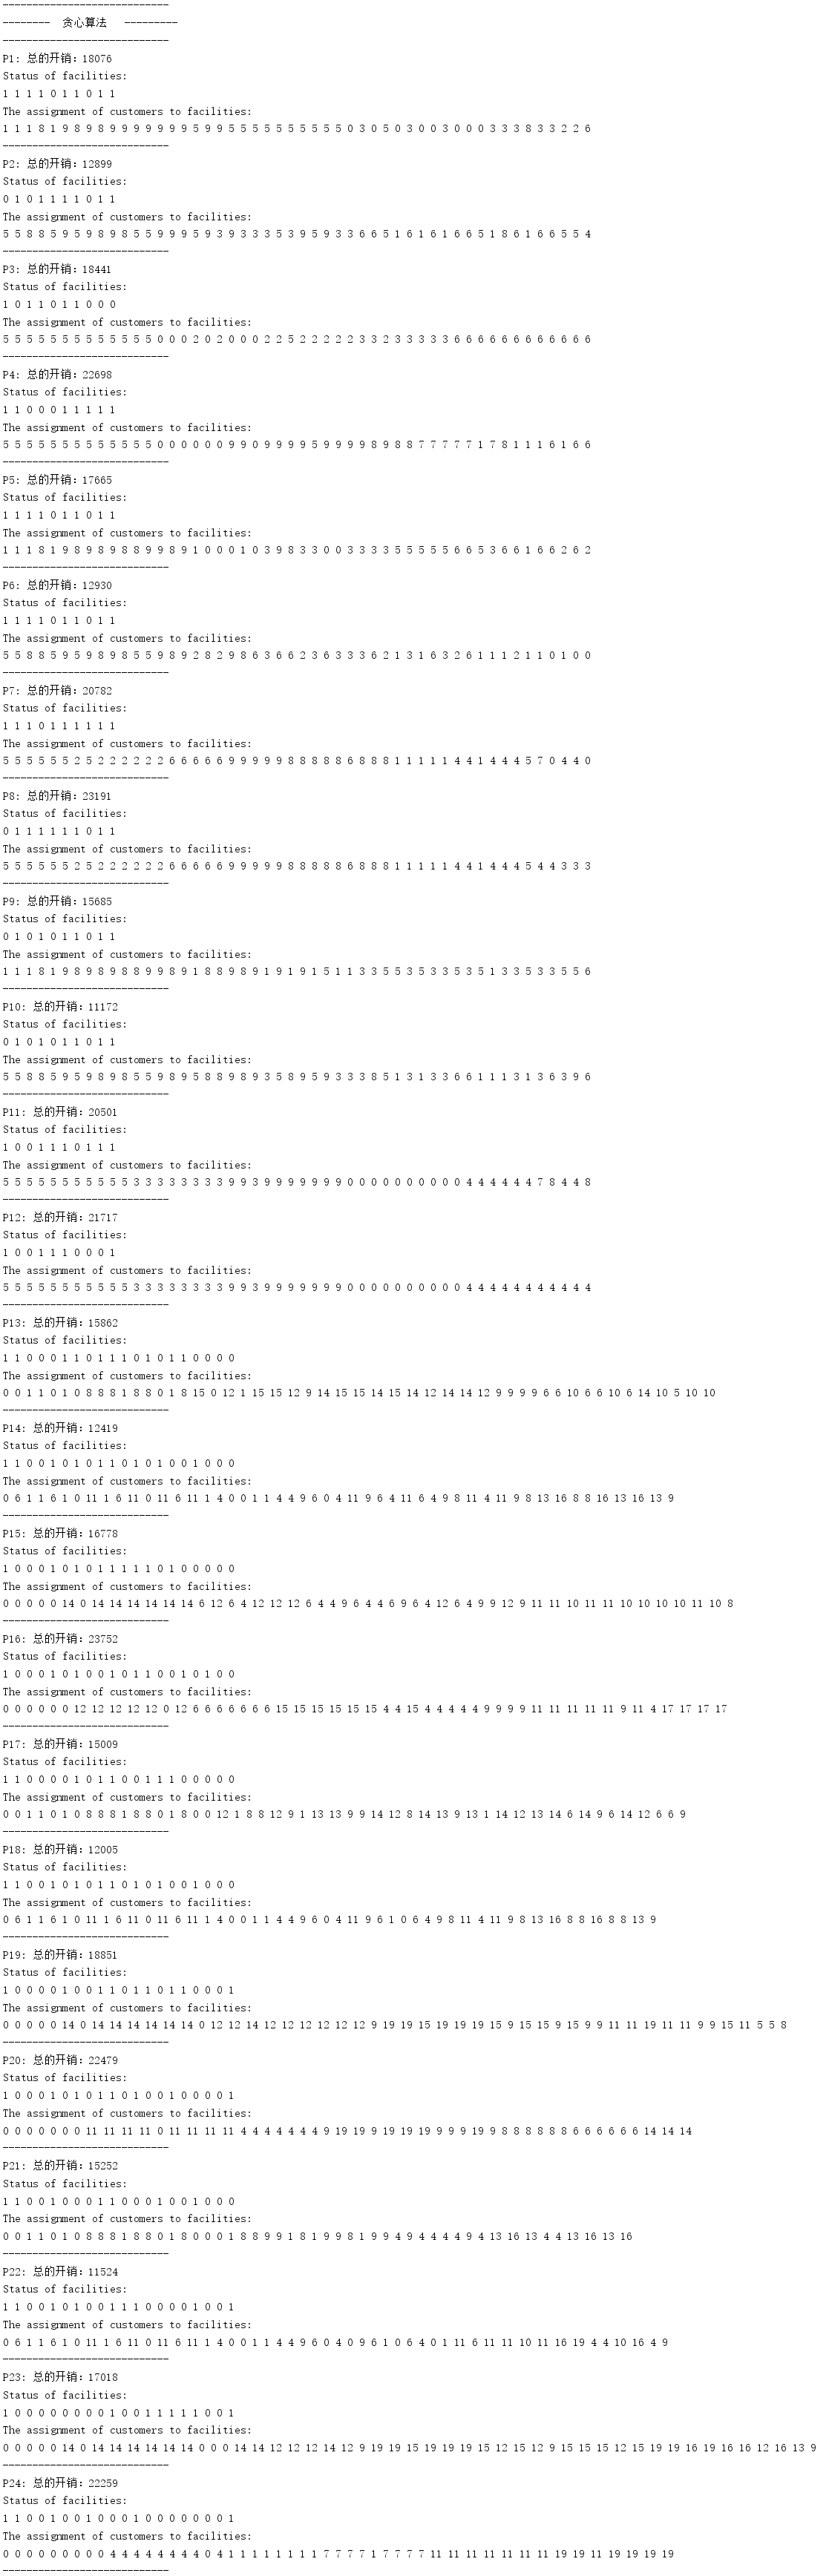 ----------------------------
--------  贪心算法   ---------
----------------------------
P1: 总的开销：18076
Status of facilities:
1 1 1 1 0 1 1 0 1 1
The assignment of customers to facilities:
1 1 1 8 1 9 8 9 8 9 9 9 9 9 9 9 5 9 9 5 5 5 5 5 5 5 5 5 5 0 3 0 5 0 3 0 0 3 0 0 0 3 3 3 8 3 3 2 2 6
----------------------------
P2: 总的开销：12899
Status of facilities:
0 1 0 1 1 1 1 0 1 1
The assignment of customers to facilities:
5 5 8 8 5 9 5 9 8 9 8 5 5 9 9 9 5 9 3 9 3 3 3 5 3 9 5 9 3 3 6 6 5 1 6 1 6 1 6 6 5 1 8 6 1 6 6 5 5 4
----------------------------
P3: 总的开销：18441
Status of facilities:
1 0 1 1 0 1 1 0 0 0
The assignment of customers to facilities:
5 5 5 5 5 5 5 5 5 5 5 5 5 0 0 0 2 0 2 0 0 0 2 2 5 2 2 2 2 2 3 3 2 3 3 3 3 3 6 6 6 6 6 6 6 6 6 6 6 6
----------------------------
P4: 总的开销：22698
Status of facilities:
1 1 0 0 0 1 1 1 1 1
The assignment of customers to facilities:
5 5 5 5 5 5 5 5 5 5 5 5 5 0 0 0 0 0 0 9 9 0 9 9 9 9 5 9 9 9 9 8 9 8 8 7 7 7 7 7 1 7 8 1 1 1 6 1 6 6
----------------------------
P5: 总的开销：17665
Status of facilities:
1 1 1 1 0 1 1 0 1 1
The assignment of customers to facilities:
1 1 1 8 1 9 8 9 8 9 8 8 9 9 8 9 1 0 0 0 1 0 3 9 8 3 3 0 0 3 3 3 3 5 5 5 5 5 6 6 5 3 6 6 1 6 6 2 6 2
----------------------------
P6: 总的开销：12930
Status of facilities:
1 1 1 1 0 1 1 0 1 1
The assignment of customers to facilities:
5 5 8 8 5 9 5 9 8 9 8 5 5 9 8 9 2 8 2 9 8 6 3 6 6 2 3 6 3 3 3 6 2 1 3 1 6 3 2 6 1 1 1 2 1 1 0 1 0 0
----------------------------
P7: 总的开销：20782
Status of facilities:
1 1 1 0 1 1 1 1 1 1
The assignment of customers to facilities:
5 5 5 5 5 5 2 5 2 2 2 2 2 2 6 6 6 6 6 9 9 9 9 9 8 8 8 8 8 6 8 8 8 1 1 1 1 1 4 4 1 4 4 4 5 7 0 4 4 0
----------------------------
P8: 总的开销：23191
Status of facilities:
0 1 1 1 1 1 1 0 1 1
The assignment of customers to facilities:
5 5 5 5 5 5 2 5 2 2 2 2 2 2 6 6 6 6 6 9 9 9 9 9 8 8 8 8 8 6 8 8 8 1 1 1 1 1 4 4 1 4 4 4 5 4 4 3 3 3
----------------------------
P9: 总的开销：15685
Status of facilities:
0 1 0 1 0 1 1 0 1 1
The assignment of customers to facilities:
1 1 1 8 1 9 8 9 8 9 8 8 9 9 8 9 1 8 8 9 8 9 1 9 1 9 1 5 1 1 3 3 5 5 3 5 3 3 5 3 5 1 3 3 5 3 3 5 5 6
----------------------------
P10: 总的开销：11172
Status of facilities:
0 1 0 1 0 1 1 0 1 1
The assignment of customers to facilities:
5 5 8 8 5 9 5 9 8 9 8 5 5 9 8 9 5 8 8 9 8 9 3 5 8 9 5 9 3 3 3 8 5 1 3 1 3 3 6 6 1 1 1 3 1 3 6 3 9 6
----------------------------
P11: 总的开销：20501
Status of facilities:
1 0 0 1 1 1 0 1 1 1
The assignment of customers to facilities:
5 5 5 5 5 5 5 5 5 5 5 3 3 3 3 3 3 3 3 9 9 3 9 9 9 9 9 9 9 0 0 0 0 0 0 0 0 0 0 4 4 4 4 4 4 7 8 4 4 8
----------------------------
P12: 总的开销：21717
Status of facilities:
1 0 0 1 1 1 0 0 0 1
The assignment of customers to facilities:
5 5 5 5 5 5 5 5 5 5 5 3 3 3 3 3 3 3 3 9 9 3 9 9 9 9 9 9 9 0 0 0 0 0 0 0 0 0 0 4 4 4 4 4 4 4 4 4 4 4
----------------------------
P13: 总的开销：15862
Status of facilities:
1 1 0 0 0 1 1 0 1 1 1 0 1 0 1 1 0 0 0 0
The assignment of customers to facilities:
0 0 1 1 0 1 0 8 8 8 1 8 8 0 1 8 15 0 12 1 15 15 12 9 14 15 15 14 15 14 12 14 14 12 9 9 9 9 6 6 10 6 6 10 6 14 10 5 10 10
----------------------------
P14: 总的开销：12419
Status of facilities:
1 1 0 0 1 0 1 0 1 1 0 1 0 1 0 0 1 0 0 0
The assignment of customers to facilities:
0 6 1 1 6 1 0 11 1 6 11 0 11 6 11 1 4 0 0 1 1 4 4 9 6 0 4 11 9 6 4 11 6 4 9 8 11 4 11 9 8 13 16 8 8 16 13 16 13 9
----------------------------
P15: 总的开销：16778
Status of facilities:
1 0 0 0 1 0 1 0 1 1 1 1 1 0 1 0 0 0 0 0
The assignment of customers to facilities:
0 0 0 0 0 14 0 14 14 14 14 14 14 6 12 6 4 12 12 12 6 4 4 9 6 4 4 6 9 6 4 12 6 4 9 9 12 9 11 11 10 11 11 10 10 10 10 11 10 8
----------------------------
P16: 总的开销：23752
Status of facilities:
1 0 0 0 1 0 1 0 0 1 0 1 1 0 0 1 0 1 0 0
The assignment of customers to facilities:
0 0 0 0 0 0 12 12 12 12 12 0 12 6 6 6 6 6 6 6 15 15 15 15 15 15 4 4 15 4 4 4 4 4 9 9 9 9 11 11 11 11 11 9 11 4 17 17 17 17
----------------------------
P17: 总的开销：15009
Status of facilities:
1 1 0 0 0 0 1 0 1 1 0 0 1 1 1 0 0 0 0 0
The assignment of customers to facilities:
0 0 1 1 0 1 0 8 8 8 1 8 8 0 1 8 0 0 12 1 8 8 12 9 1 13 13 9 9 14 12 8 14 13 9 13 1 14 12 13 14 6 14 9 6 14 12 6 6 9
----------------------------
P18: 总的开销：12005
Status of facilities:
1 1 0 0 1 0 1 0 1 1 0 1 0 1 0 0 1 0 0 0
The assignment of customers to facilities:
0 6 1 1 6 1 0 11 1 6 11 0 11 6 11 1 4 0 0 1 1 4 4 9 6 0 4 11 9 6 1 0 6 4 9 8 11 4 11 9 8 13 16 8 8 16 8 8 13 9
----------------------------
P19: 总的开销：18851
Status of facilities:
1 0 0 0 0 1 0 0 1 1 0 1 1 0 1 1 0 0 0 1
The assignment of customers to facilities:
0 0 0 0 0 14 0 14 14 14 14 14 14 0 12 12 14 12 12 12 12 12 12 9 19 19 15 19 19 19 15 9 15 15 9 15 9 9 11 11 19 11 11 9 9 15 11 5 5 8
----------------------------
P20: 总的开销：22479
Status of facilities:
1 0 0 0 1 0 1 0 1 1 0 1 0 0 1 0 0 0 0 1
The assignment of customers to facilities:
0 0 0 0 0 0 0 11 11 11 11 0 11 11 11 11 4 4 4 4 4 4 4 9 19 19 9 19 19 19 9 9 9 19 9 8 8 8 8 8 8 6 6 6 6 6 6 14 14 14
----------------------------
P21: 总的开销：15252
Status of facilities:
1 1 0 0 1 0 0 0 1 1 0 0 0 1 0 0 1 0 0 0
The assignment of customers to facilities:
0 0 1 1 0 1 0 8 8 8 1 8 8 0 1 8 0 0 0 1 8 8 9 9 1 8 1 9 9 8 1 9 9 4 9 4 4 4 4 9 4 13 16 13 4 4 13 16 13 16
----------------------------
P22: 总的开销：11524
Status of facilities:
1 1 0 0 1 0 1 0 0 1 1 1 0 0 0 0 1 0 0 1
The assignment of customers to facilities:
0 6 1 1 6 1 0 11 1 6 11 0 11 6 11 1 4 0 0 1 1 4 4 9 6 0 4 0 9 6 1 0 6 4 0 1 11 6 11 11 10 11 16 19 4 4 10 16 4 9
----------------------------
P23: 总的开销：17018
Status of facilities:
1 0 0 0 0 0 0 0 0 1 0 0 1 1 1 1 1 0 0 1
The assignment of customers to facilities:
0 0 0 0 0 14 0 14 14 14 14 14 14 0 0 0 14 14 12 12 12 14 12 9 19 19 15 19 19 19 15 12 15 12 9 15 15 15 12 15 19 19 16 19 16 16 12 16 13 9
----------------------------
P24: 总的开销：22259
Status of facilities:
1 1 0 0 1 0 0 1 0 0 0 1 0 0 0 0 0 0 0 1
The assignment of customers to facilities:
0 0 0 0 0 0 0 0 0 4 4 4 4 4 4 4 4 0 4 1 1 1 1 1 1 1 1 7 7 7 7 1 7 7 7 7 11 11 11 11 11 11 11 11 19 19 11 19 19 19 19
----------------------------